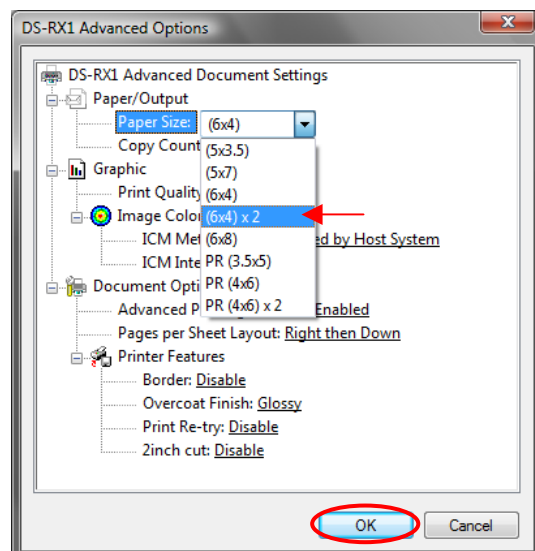 DS-RX1 Advanced Options
DS-RX1 Advanced Document Settings
Paper/Output
Paper Size: (6x4)
Copy Count
(5x3.5)
Graphic
(5x7)
Print Quality
(6x4)
Image Color
(6x4) x 2
ICM Met
(6x8)
ed by Host System
ICM Inte
PR (3.5x5)
Document Opti
PR (4x6)
Advanced P
PR (4x6) x 2
Enabled
Pages per Sheet Layout: Right then Down
Printer Features
Border: Disable
Overcoat Finish: Glossy
Print Re-try: Disable
2inch cut: Disable
OK
Cancel